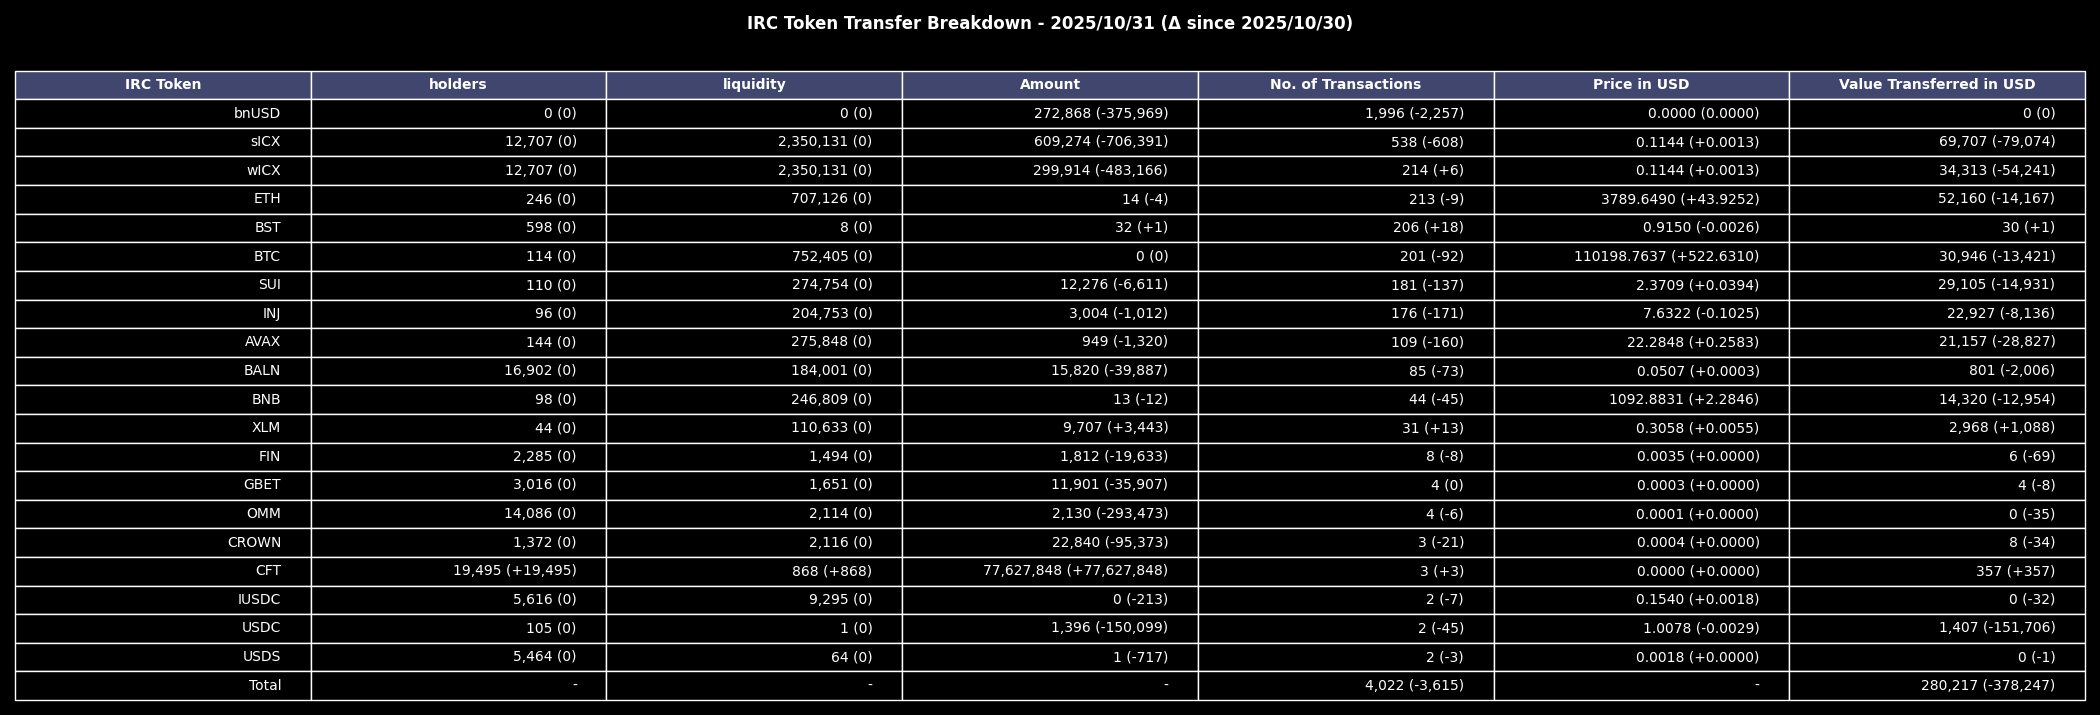 IRC Token Transfer Breakdown - 2025/10/31 (Δ since 2025/10/30)
IRC Token holders liquidity Amount No. of Transactions Price in USD Value Transferred in USD
bnUSD 0 (0) 0 (0) 272,868 (-375,969) 1,996 (-2,257) 0.0000 (0.0000) 0 (0)
sICX 12,707 (0) 2,350,131 (0) 609,274 (-706,391) 538 (-608) 0.1144 (+0.0013) 69,707 (-79,074)
wICX 12,707 (0) 2,350,131 (0) 299,914 (-483,166) 214 (+6) 0.1144 (+0.0013) 34,313 (-54,241)
ETH 246 (0) 707,126 (0) 14 (-4) 213 (-9) 3789.6490 (+43.9252) 52,160 (-14,167)
BST 598 (0) 8 (0) 32 (+1) 206 (+18) 0.9150 (-0.0026) 30 (+1)
BTC 114 (0) 752,405 (0) 0 (0) 201 (-92) 110198.7637 (+522.6310) 30,946 (-13,421)
SUI 110 (0) 274,754 (0) 12,276 (-6,611) 181 (-137) 2.3709 (+0.0394) 29,105 (-14,931)
INJ 96 (0) 204,753 (0) 3,004 (-1,012) 176 (-171) 7.6322 (-0.1025) 22,927 (-8,136)
AVAX 144 (0) 275,848 (0) 949 (-1,320) 109 (-160) 22.2848 (+0.2583) 21,157 (-28,827)
BALN 16,902 (0) 184,001 (0) 15,820 (-39,887) 85 (-73) 0.0507 (+0.0003) 801 (-2,006)
BNB 98 (0) 246,809 (0) 13 (-12) 44 (-45) 1092.8831 (+2.2846) 14,320 (-12,954)
XLM 44 (0) 110,633 (0) 9,707 (+3,443) 31 (+13) 0.3058 (+0.0055) 2,968 (+1,088)
FIN 2,285 (0) 1,494 (0) 1,812 (-19,633) 8 (-8) 0.0035 (+0.0000) 6 (-69)
GBET 3,016 (0) 1,651 (0) 11,901 (-35,907) 4 (0) 0.0003 (+0.0000) 4 (-8)
OMM 14,086 (0) 2,114 (0) 2,130 (-293,473) 4 (-6) 0.0001 (+0.0000) 0 (-35)
CROWN 1,372 (0) 2,116 (0) 22,840 (-95,373) 3 (-21) 0.0004 (+0.0000) 8 (-34)
CFT 19,495 (+19,495) 868 (+868) 77,627,848 (+77,627,848) 3 (+3) 0.0000 (+0.0000) 357 (+357)
IUSDC 5,616 (0) 9,295 (0) 0 (-213) 2 (-7) 0.1540 (+0.0018) 0 (-32)
USDC 105 (0) 1 (0) 1,396 (-150,099) 2 (-45) 1.0078 (-0.0029) 1,407 (-151,706)
USDS 5,464 (0) 64 (0) 1 (-717) 2 (-3) 0.0018 (+0.0000) 0 (-1)
Total - - - 4,022 (-3,615) - 280,217 (-378,247)